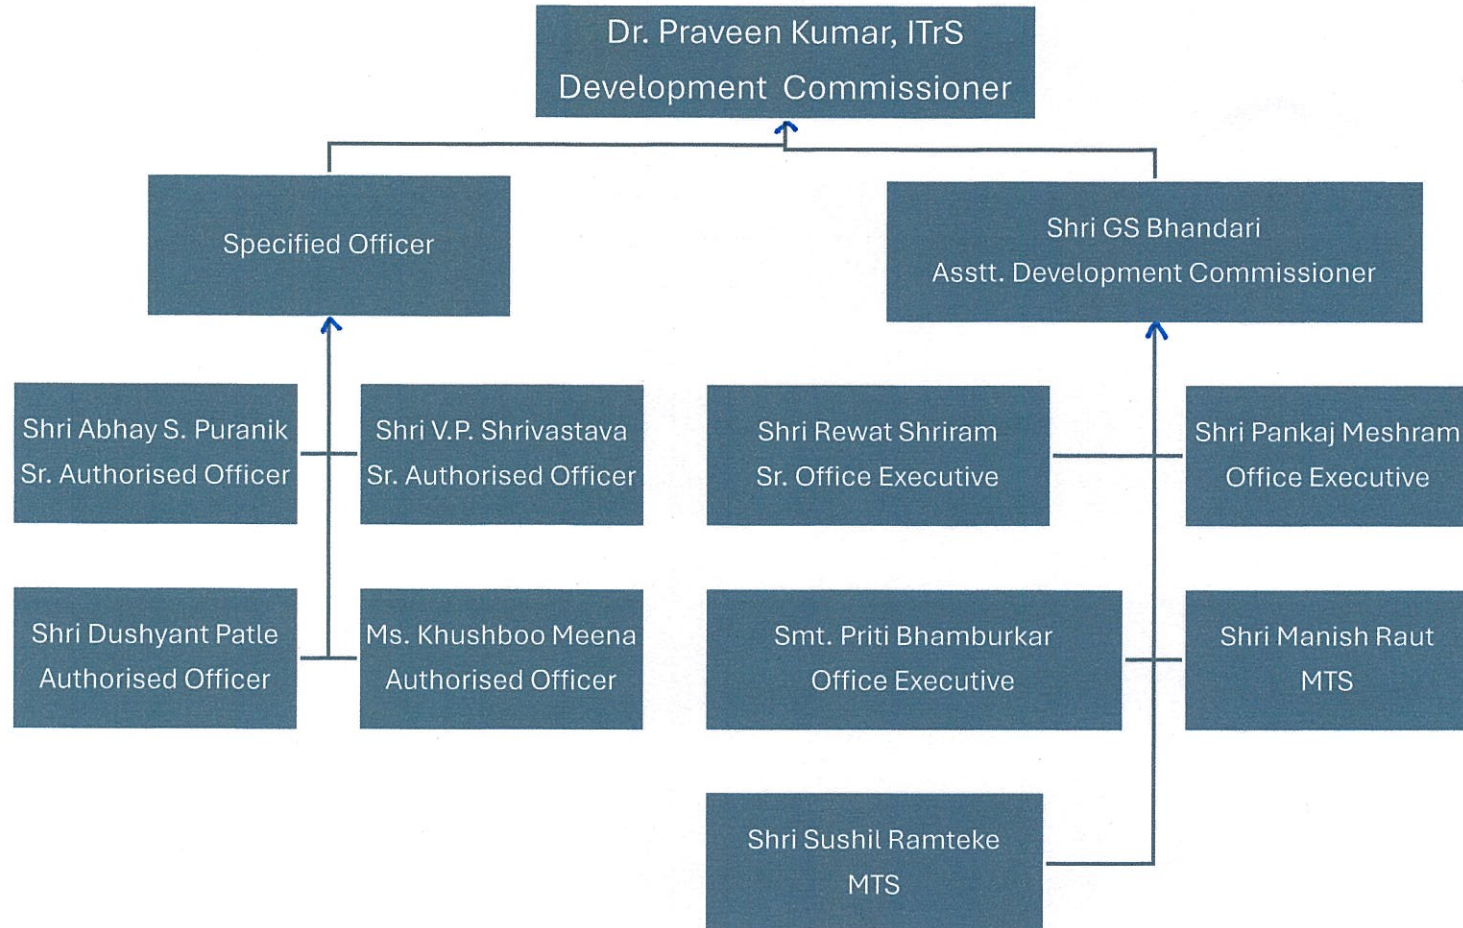 Dr. Praveen Kumar, ITrS
Development Commissioner
Specified Officer
Shri GS Bhandari
Asstt. Development Commissioner
Shri Abhay S. Puranik
Sr. Authorised Officer
Shri V.P. Shrivastava
Sr. Authorised Officer
Shri Rewat Shriram
Sr. Office Executive
Shri Pankaj Meshram
Office Executive
Shri Dushyant Patle
Authorised Officer
Ms. Khushboo Meena
Authorised Officer
Smt. Priti Bhamburkar
Office Executive
Shri Manish Raut
MTS
Shri Sushil Ramteke
MTS